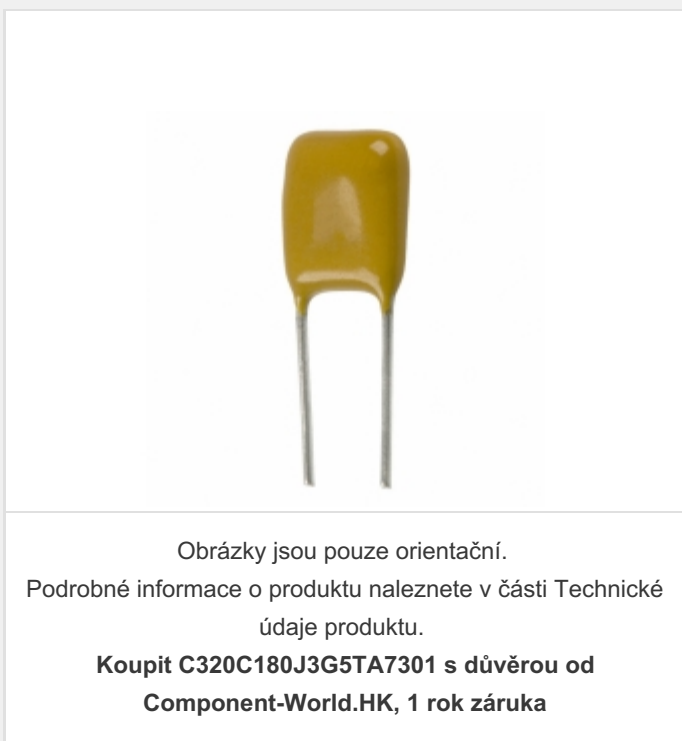 Obrázky jsou pouze orientační.
Podrobné informace o produktu naleznete v části Technické
údaje produktu.
Koupit C320C180J3G5TA7301 s důvěrou od
Component-World.HK, 1 rok záruka